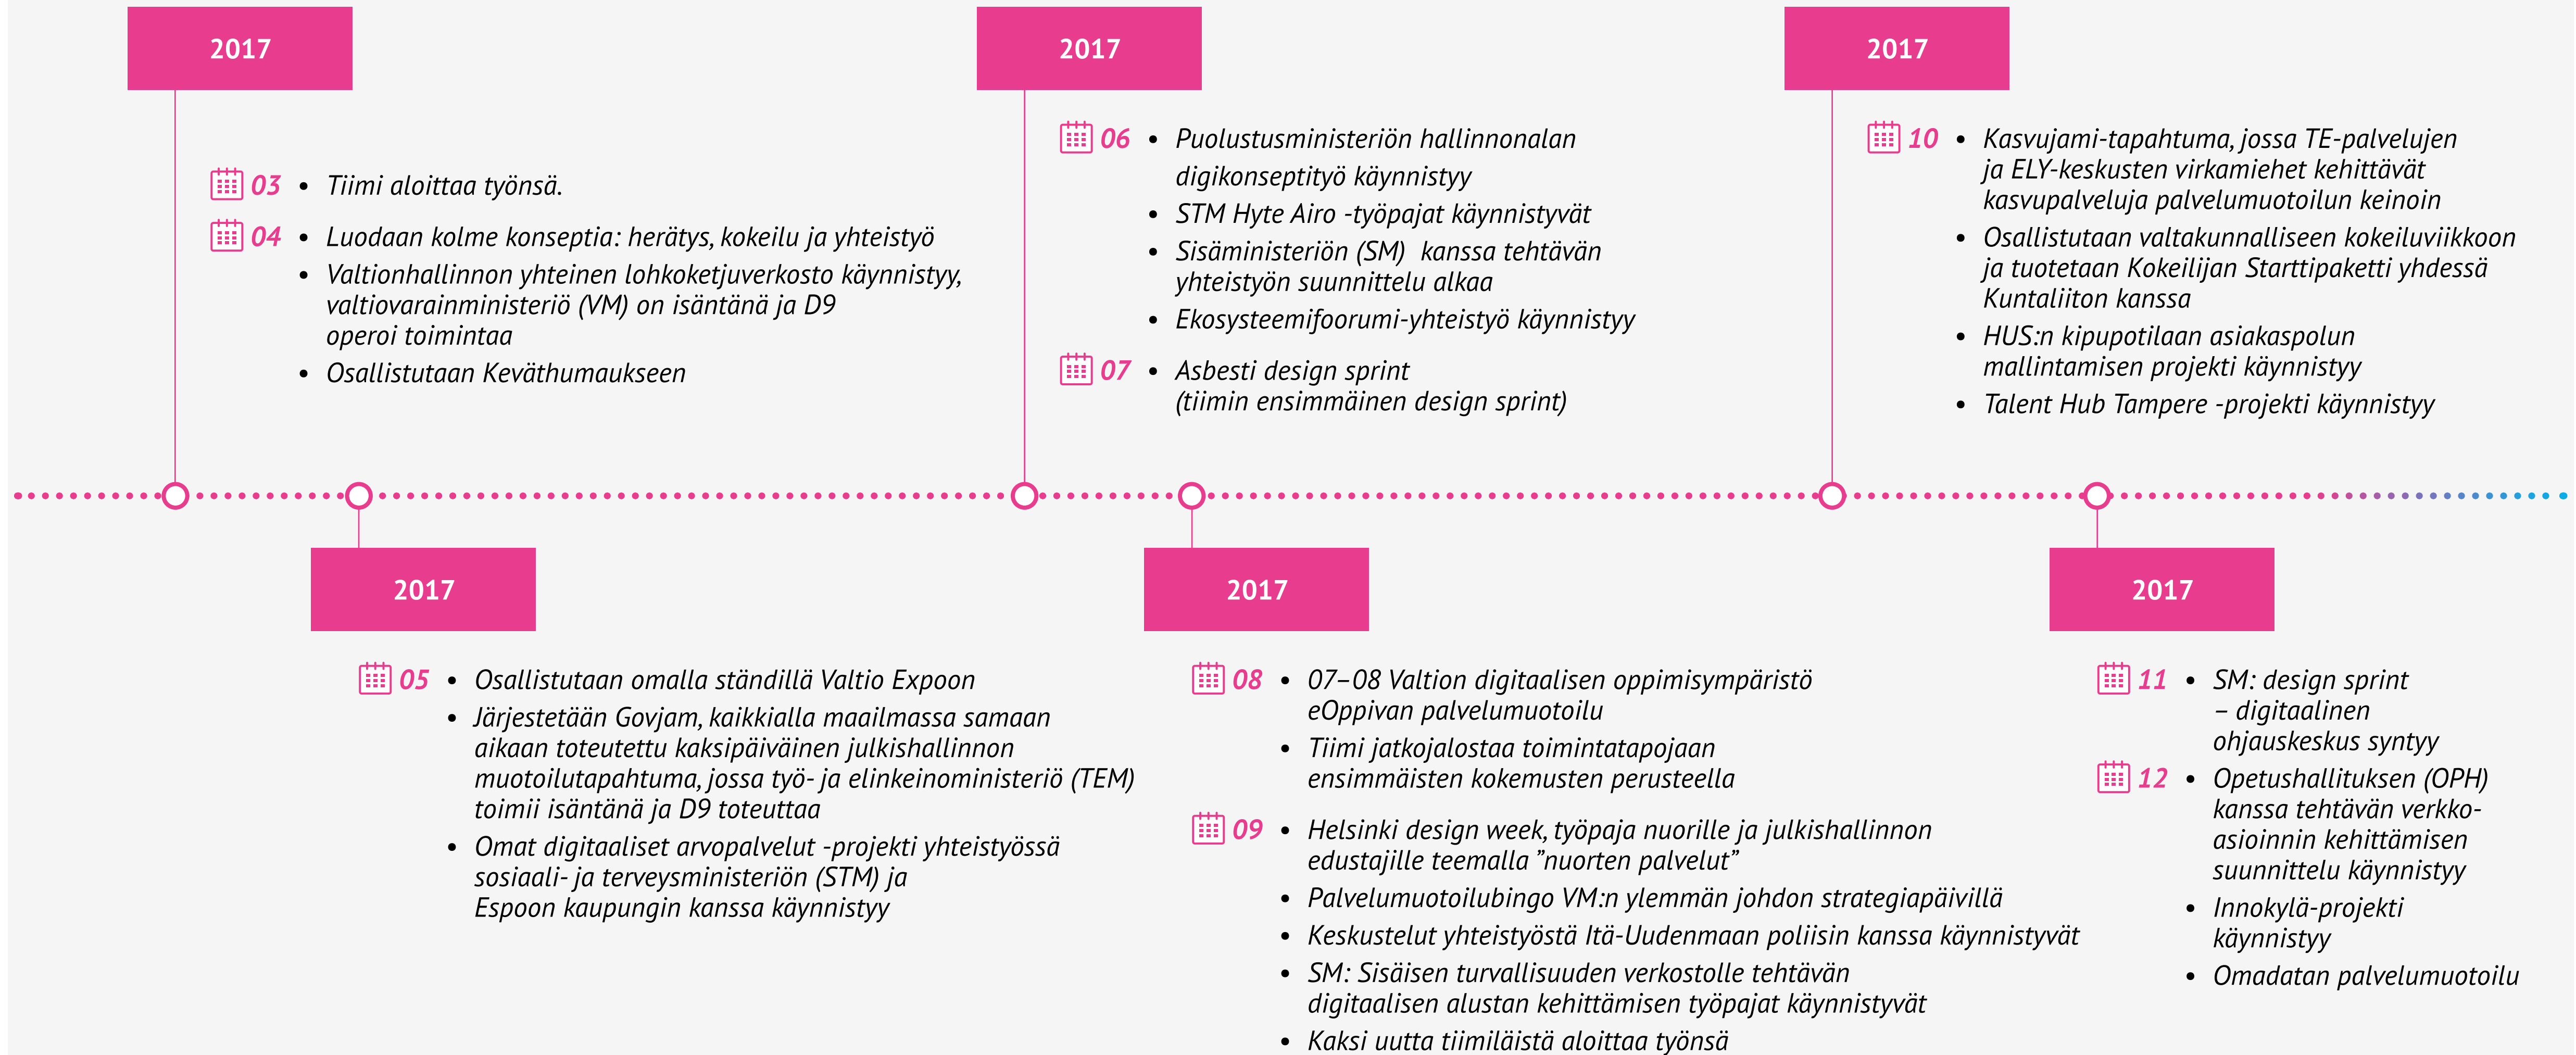 2017
03 • Tiimi aloittaa työnsä.
04 • Luodaan kolme konseptia: herätys, kokeilu ja yhteistyö
• Valtionhallinnon yhteinen lohkoketjuverkosto käynnistyy,
valtiovarainministeriö (VM) on isäntänä ja D9
operoi toimintaa
• Osallistutaan Keväthumaukseen
2017
05 • Osallistutaan omalla ständillä Valtio Expoon
• Järjestetään Govjam, kaikkialla maailmassa samaan
aikaan toteutettu kaksipäiväinen julkishallinnon
muotoilutapahtuma, jossa työ- ja elinkeinoministeriö (TEM)
toimii isäntänä ja D9 toteuttaa
• Omat digitaaliset arvopalvelut -projekti yhteistyössä
sosiaali- ja terveysministeriön (STM) ja
Espoon kaupungin kanssa käynnistyy
2017
06 • Puolustusministeriön hallinnonalan
digikonseptityö käynnistyy
• STM Hyte Airo -työpajat käynnistyvät
• Sisäministeriön (SM) kanssa tehtävän
yhteistyön suunnittelu alkaa
• Ekosysteemifoorumi-yhteistyö käynnistyy
07 • Asbesti design sprint
(tiimin ensimmäinen design sprint)
2017
08 • 07–08 Valtion digitaalisen oppimisympäristö
eOppivan palvelumuotoilu
• Tiimi jatkojalostaa toimintatapojaan
ensimmäisten kokemusten perusteella
09 • Helsinki design week, työpaja nuorille ja julkishallinnon
edustajille teemalla ”nuorten palvelut”
• Palvelumuotoilubingo VM:n ylemmän johdon strategiapäivillä
• Keskustelut yhteistyöstä Itä-Uudenmaan poliisin kanssa käynnistyvät
• SM: Sisäisen turvallisuuden verkostolle tehtävän
digitaalisen alustan kehittämisen työpajat käynnistyvät
• Kaksi uutta tiimiläistä aloittaa työnsä
2017
10 • Kasvujami-tapahtuma, jossa TE-palvelujen
ja ELY-keskusten virkamiehet kehittävät
kasvupalveluja palvelumuotoilun keinoin
• Osallistutaan valtakunnalliseen kokeiluviikkoon
ja tuotetaan Kokeilijan Starttipaketti yhdessä
Kuntaliiton kanssa
• HUS:n kipupotilaan asiakaspolun
mallintamisen projekti käynnistyy
• Talent Hub Tampere -projekti käynnistyy
2017
11 • SM: design sprint
– digitaalinen
ohjauskeskus syntyy
12 • Opetushallituksen (OPH)
kanssa tehtävän verkko-
asioinnin kehittämisen
suunnittelu käynnistyy
• Innokylä-projekti
käynnistyy
• Omadatan palvelumuotoilu